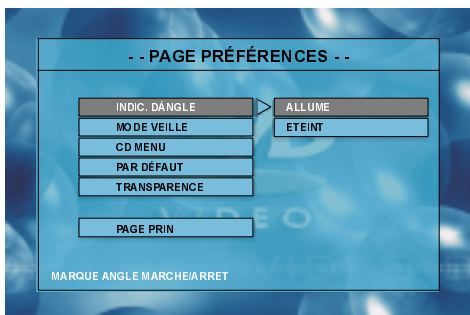 - - PAGE PRÉFÉRENCES - -
INDIC. DÁNGLE
ALLUME
MODE VEILLE
ETEINT
CD MENU
PAR DÉFAUT
TRANSPARENCE
VIDEO
PAGE PRIN
MARQUE ANGLE MARCHE/ARRET